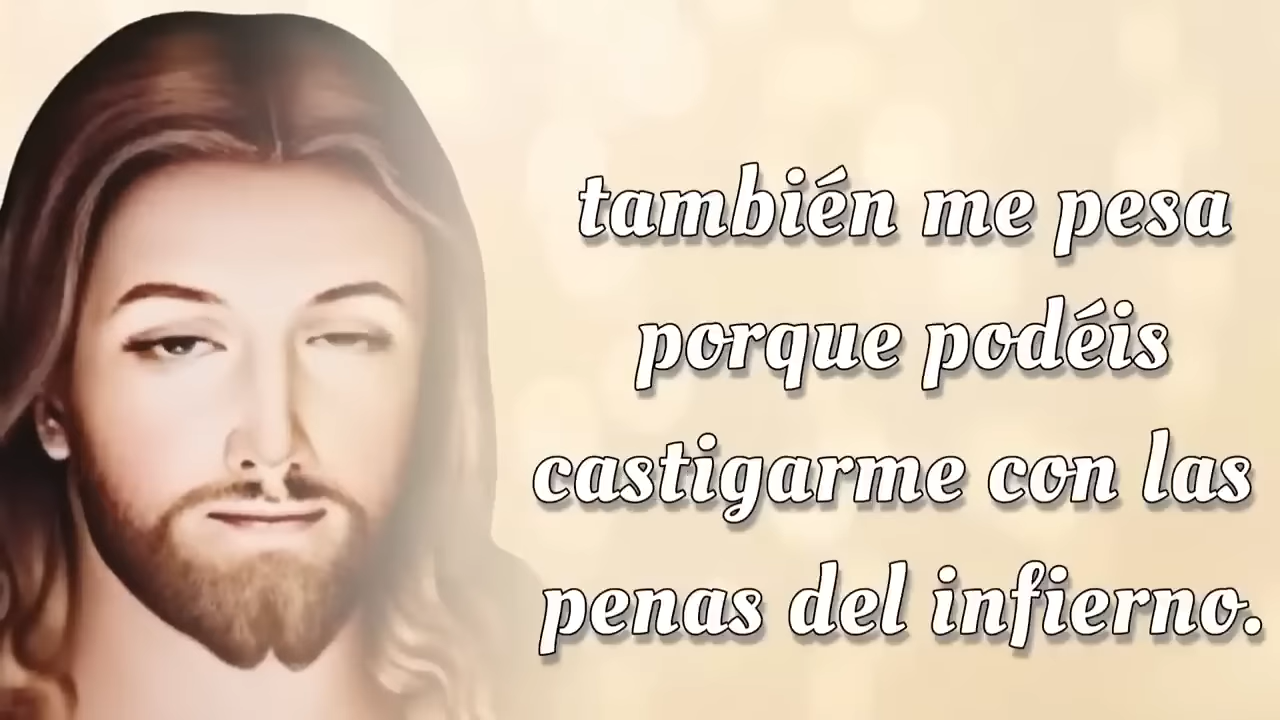 también me pesa
porque podéis
castigarme con las
penas del infierno.